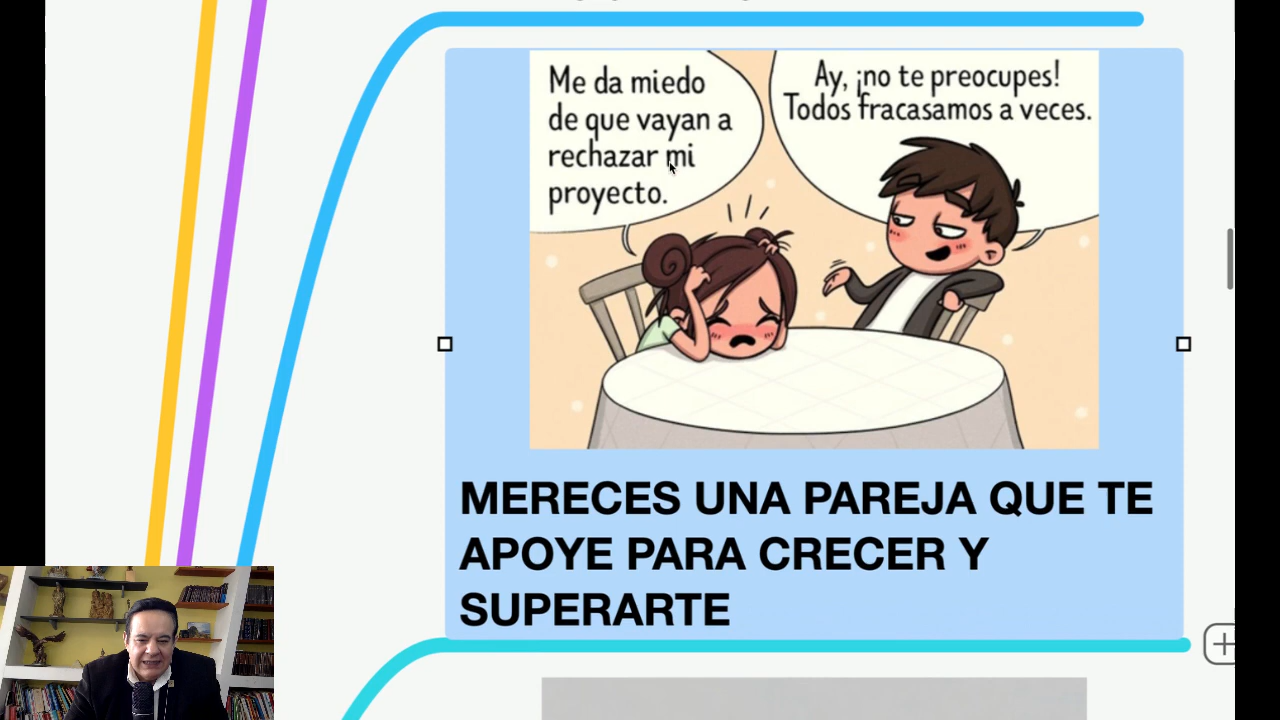 Me da miedo
de que vayan a
rechazar mi
proyecto.
Ay, ¡no te preocupes!
Todos fracasamos a veces.
MERECES UNA PAREJA QUE TE
APOYE PARA CRECER Y
SUPERARTE